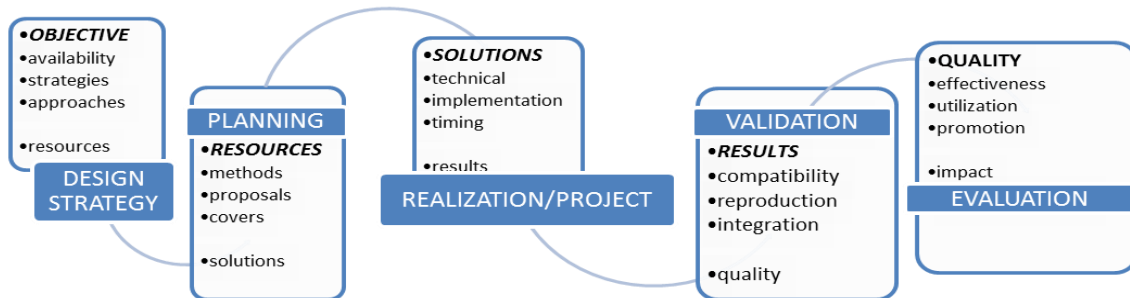 •OBJECTIVE
•availability
•strategies
•approaches
•resources
DESIGN
STRATEGY
PLANNING
•RESOURCES
•methods
•proposals
•covers
•solutions
•SOLUTIONS
•technical
•implementation
•timing
•results
REALIZATION/PROJECT
VALIDATION
•RESULTS
•compatibility
•reproduction
•integration
•quality
•QUALITY
•effectiveness
•utilization
•promotion
•impact
EVALUATION